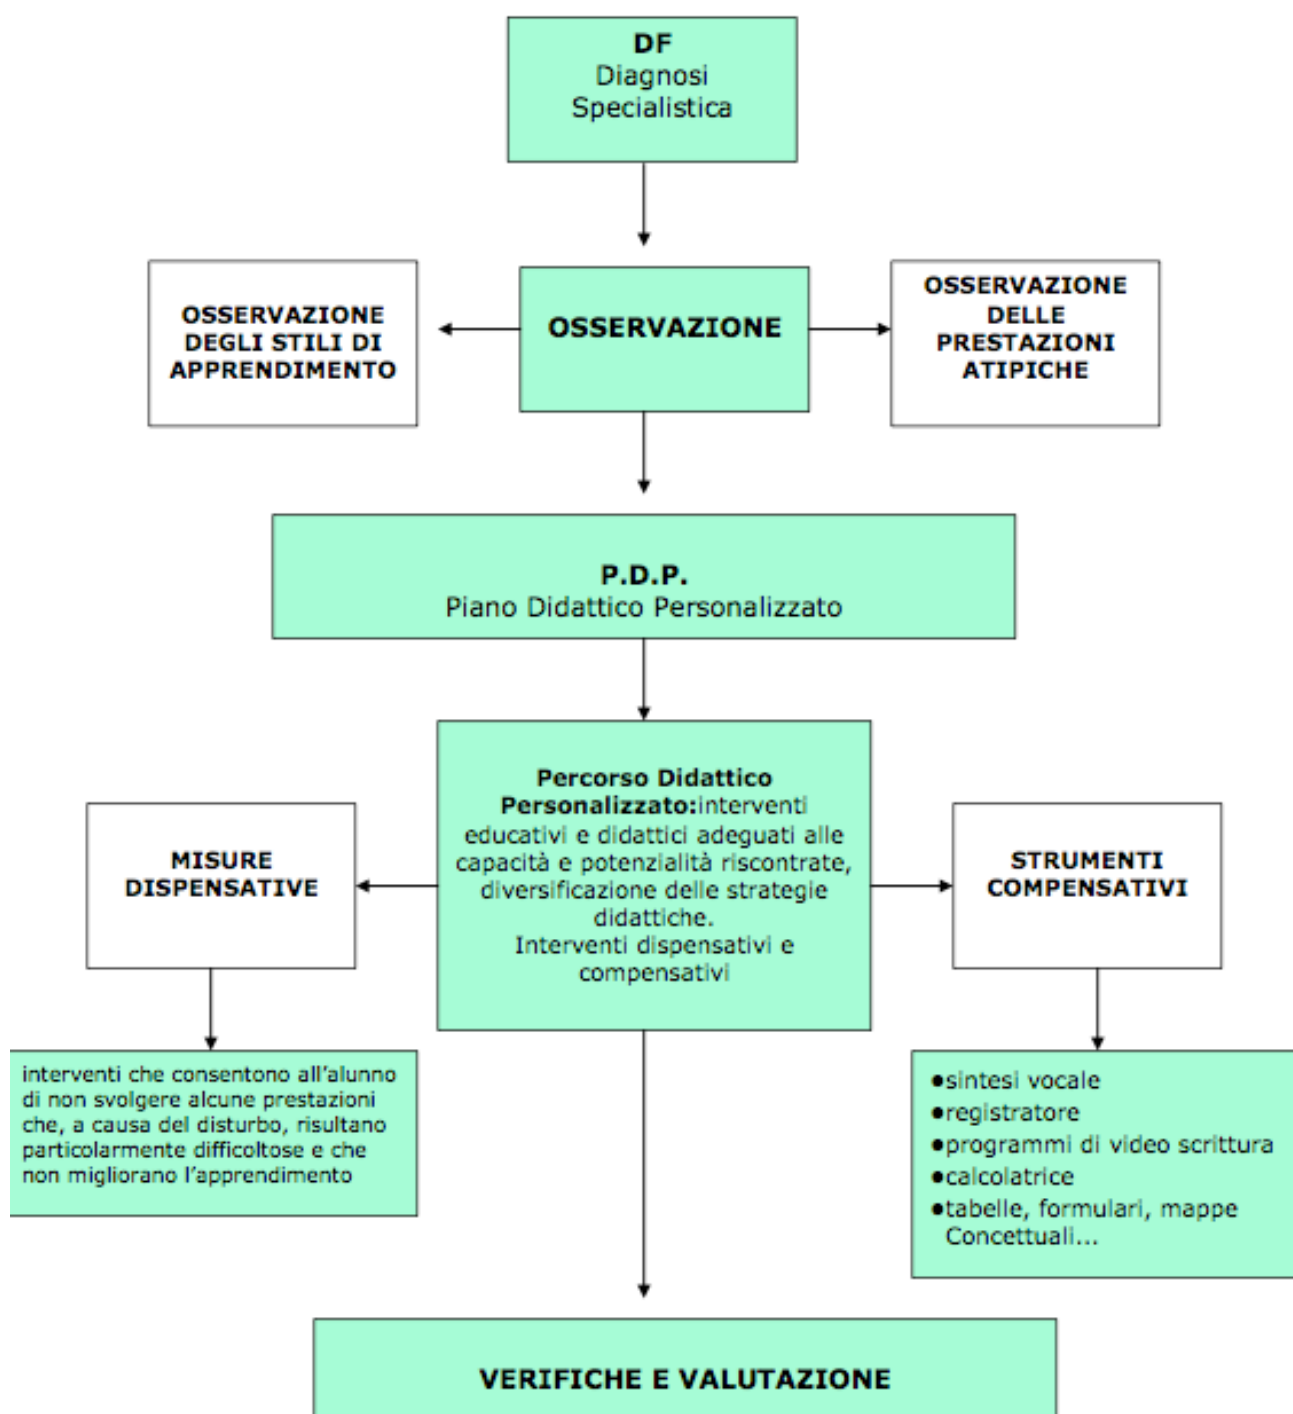 DF
Diagnosi
Specialistica
OSSERVAZIONE
DEGLI STILI DI
APPRENDIMENTO
OSSERVAZIONE
OSSERVAZIONE
DELLE
PRESTAZIONI
ATIPICHE
P.D.P.
Piano Didattico Personalizzato
Percorso Didattico
Personalizzato:interventi
educativi e didattici adeguati alle
capacità e potenzialità riscontrate,
diversificazione delle strategie
didattiche.
Interventi dispensativi e
compensativi
MISURE
DISPENSATIVE
STRUMENTI
COMPENSATIVI
interventi che consentono all'alunno
di non svolgere alcune prestazioni
che, a causa del disturbo, risultano
particolarmente difficoltose e che
non migliorano l'apprendimento
●sintesi vocale
●registratore
●programmi di video scrittura
●calcolatrice
●tabelle, formulari, mappe
Concettuali...
VERIFICHE E VALUTAZIONE